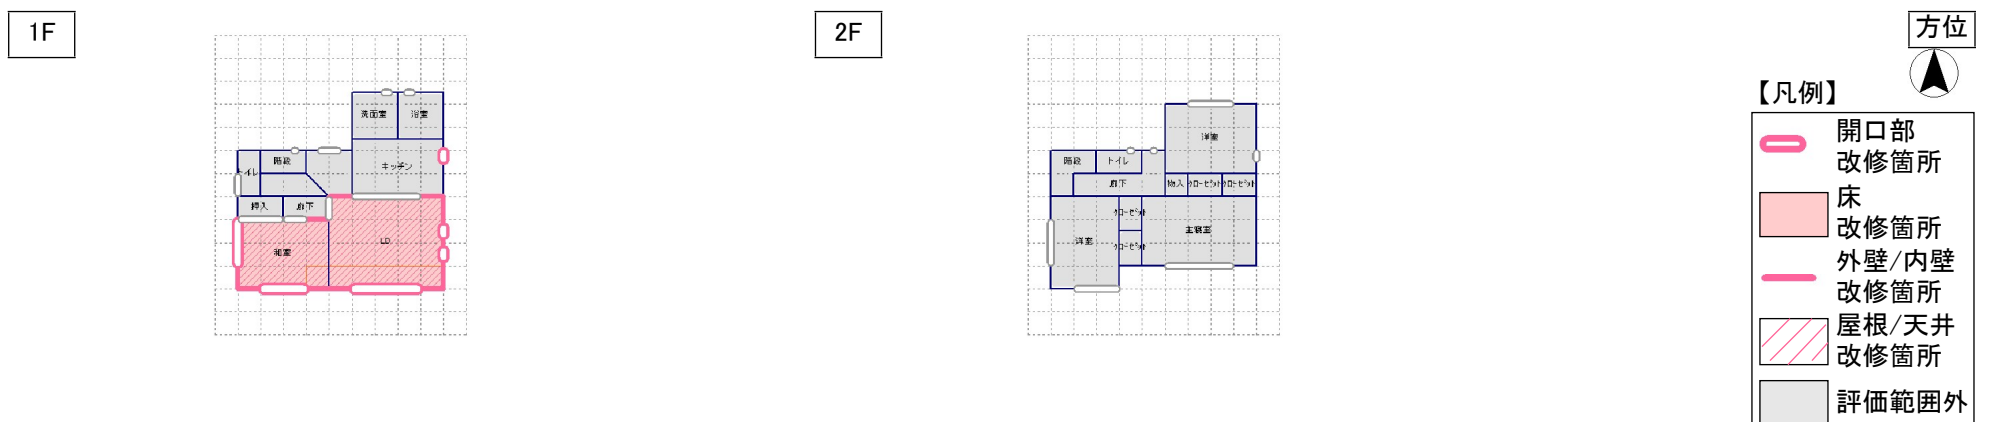 1F
2F
方位
【凡例】
開口部
改修箇所
床
改修箇所
外壁/内壁
改修箇所
屋根/天井
改修箇所
評価範囲外
洗面室
浴室
階段
イレ
キッチン
押入
廊下
LD
和室
洋室
階段
トイレ
廊下
物入
クローゼット
クローゼット
クローゼット
洋室
クローゼット
主寝室